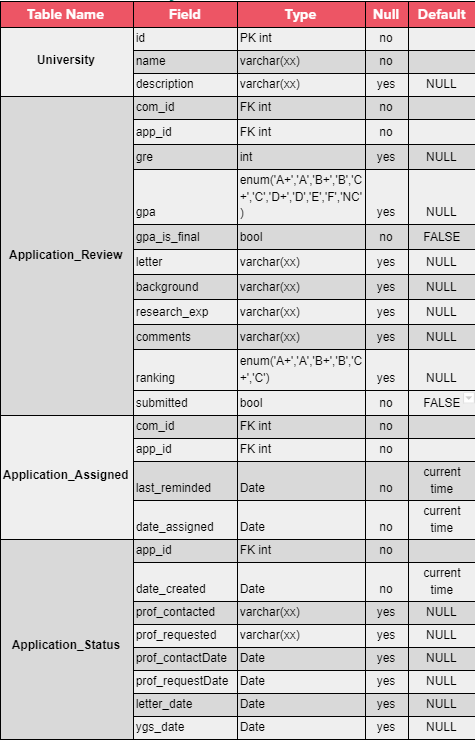 Table Name Field Type Null Default
University
id PK int no
name varchar(xx) no
description varchar(xx) yes NULL
Application_Review
com_id FK int no
app_id FK int no
gre int yes NULL
gpa enum('A+','A','B+','B','C
+','C','D+','D','E','F','NC'
) yes NULL
gpa_is_final bool no FALSE
letter varchar(xx) yes NULL
background varchar(xx) yes NULL
research_exp varchar(xx) yes NULL
comments varchar(xx) yes NULL
ranking enum('A+','A','B+','B','C
+','C') yes NULL
submitted bool no FALSE
Application_Assigned
com_id FK int no
app_id FK int no
last_reminded Date no current
time
date_assigned Date no current
time
Application_Status
app_id FK int no
date_created Date no current
time
prof_contacted varchar(xx) yes NULL
prof_requested varchar(xx) yes NULL
prof_contactDate Date yes NULL
prof_requestDate Date yes NULL
letter_date Date yes NULL
ygs_date Date yes NULL